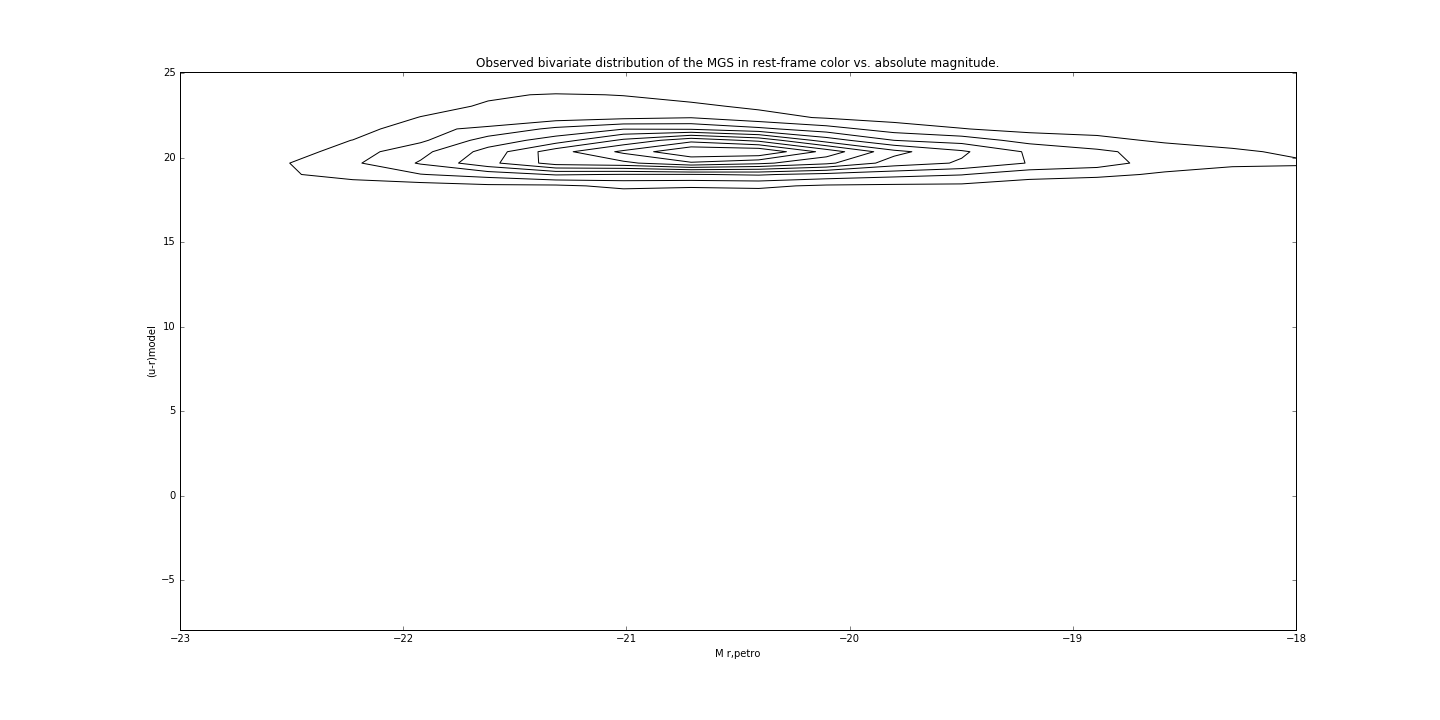 Observed bivariate distribution of the MGS in rest-frame color vs. absolute magnitude.
25
20
15
10
5
0
−5
(u-r)model
−23 −22 −21 −20 −19 −18
M r,petro